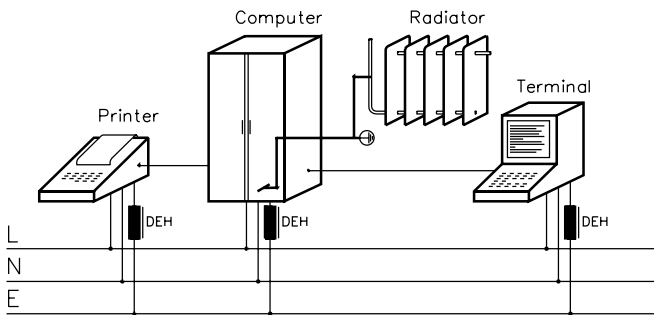 Computer
Radiator
Terminal
Printer
DEH
DEH
DEH
L
N
E